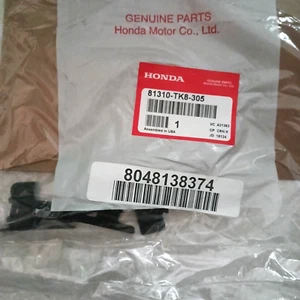 GENUINE PARTS
Honda Motor Co., Ltd.
HONDA
81310-TK8-305
1
Assembled in USA
8048138374